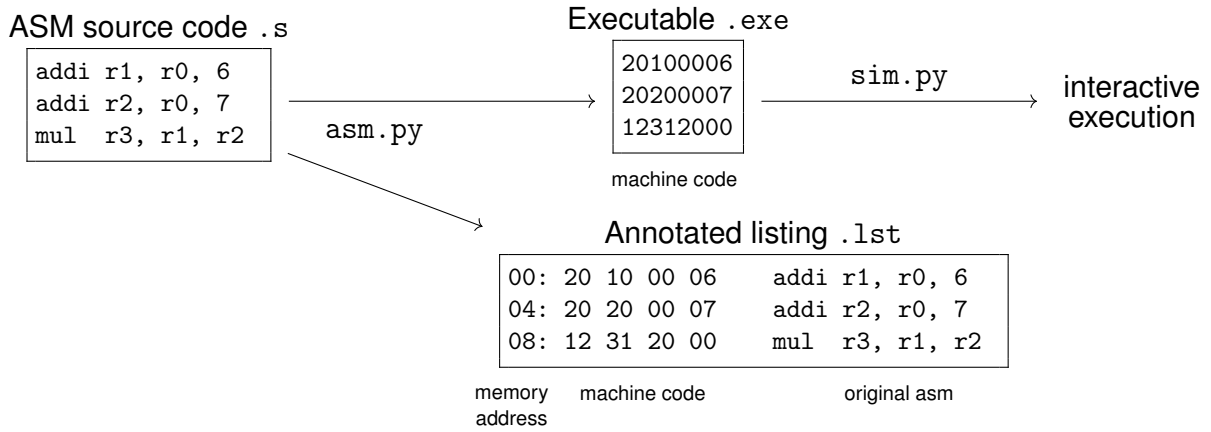 ASM source code .s
addi r1, r0, 6
addi r2, r0, 7
mul  r3, r1, r2
asm.py
Executable .exe
20100006
20200007
12312000
machine code
sim.py
interactive
execution
Annotated listing .lst
00: 20 10 00 06    addi r1, r0, 6
04: 20 20 00 07    addi r2, r0, 7
08: 12 31 20 00    mul  r3, r1, r2
memory
address
machine code
original asm